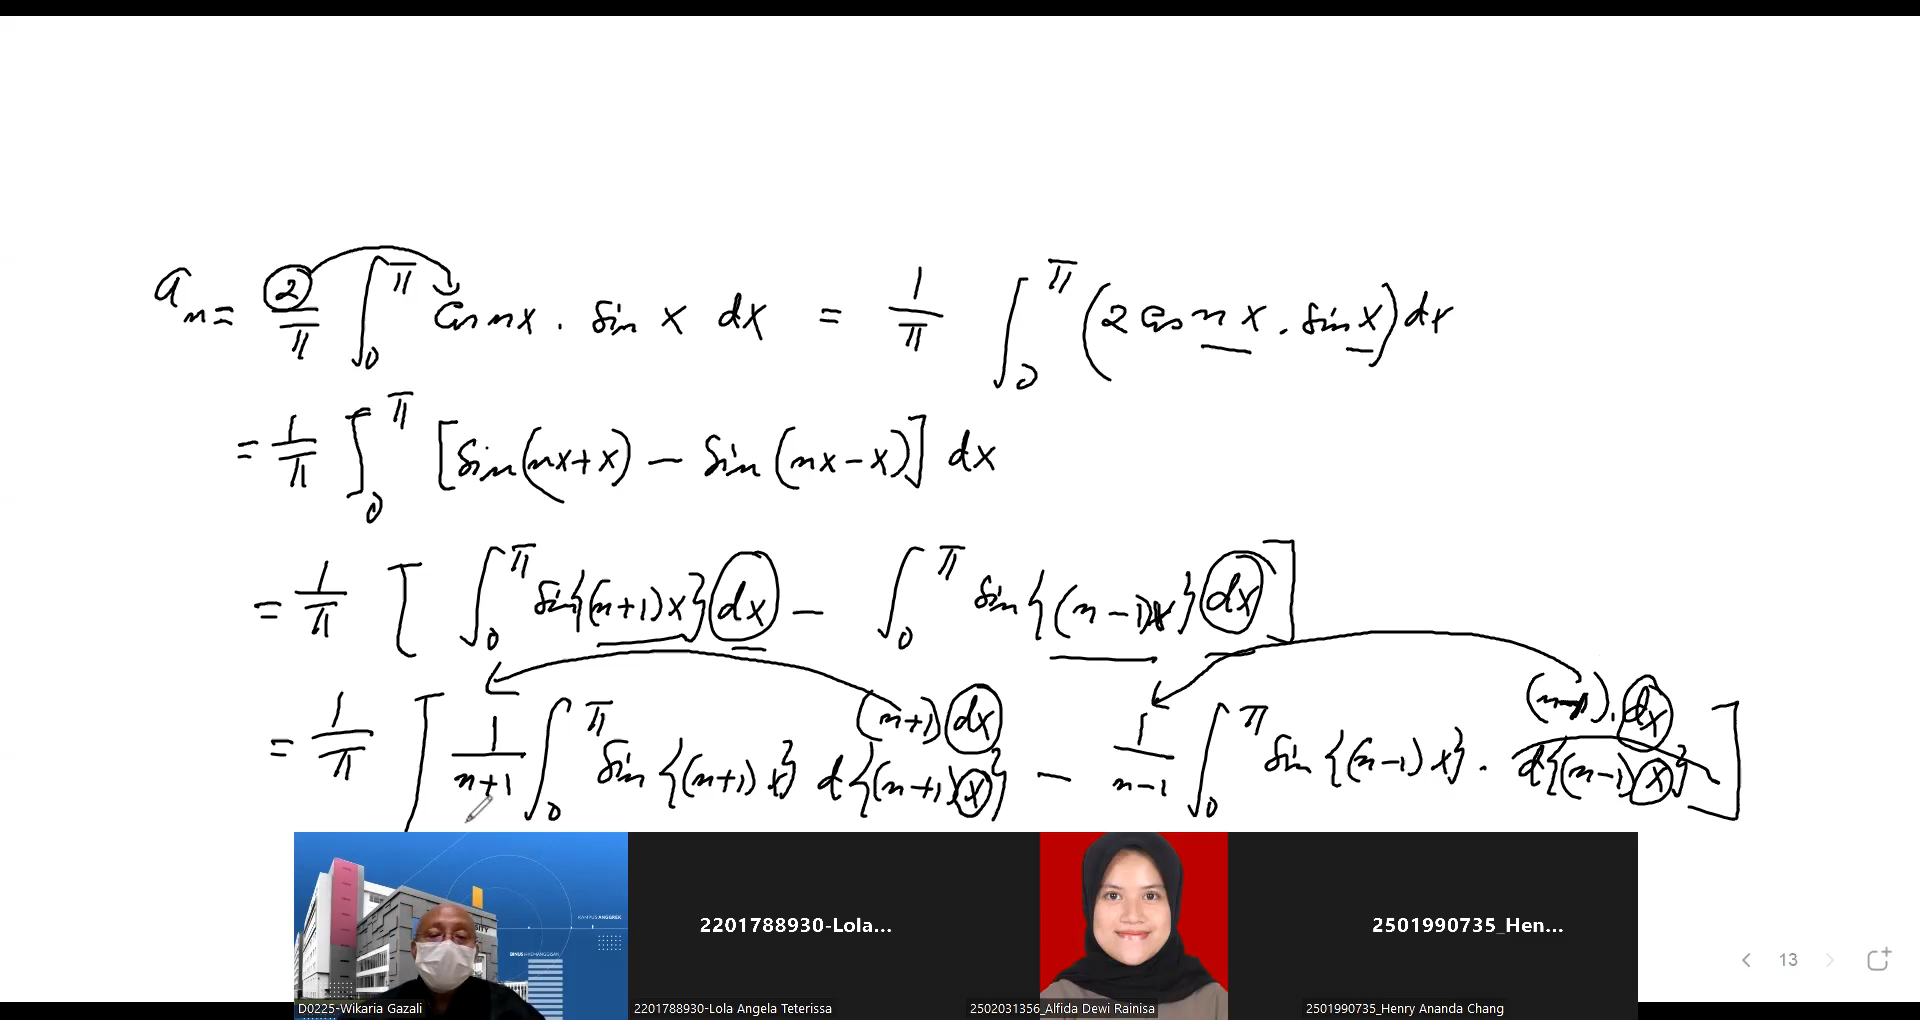 aₙ = 2/π ∫₀^π Cos nx . Sin x dx = 1/π ∫₀^π (2 Cos n x . Sin x) dx
= 1/π ∫₀^π [Sin(nx+x) − Sin(nx−x)] dx
= 1/π [ ∫₀^π Sin{(n+1)x} dx − ∫₀^π Sin{(n−1)x} dx ]
(n+1) dx (n−1). dx
= 1/π [ 1/(n+1) ∫₀^π Sin{(n+1)x} d{(n+1)x} − 1/(n−1) ∫₀^π Sin{(n−1)x} . d{(n−1)x} ]
KAMPUS ANGGREK
D0225-Wikaria Gazali
2201788930-Lola...
2201788930-Lola Angela Teterissa
2502031356_Alfida Dewi Rainisa
2501990735_Hen...
2501990735_Henry Ananda Chang
13